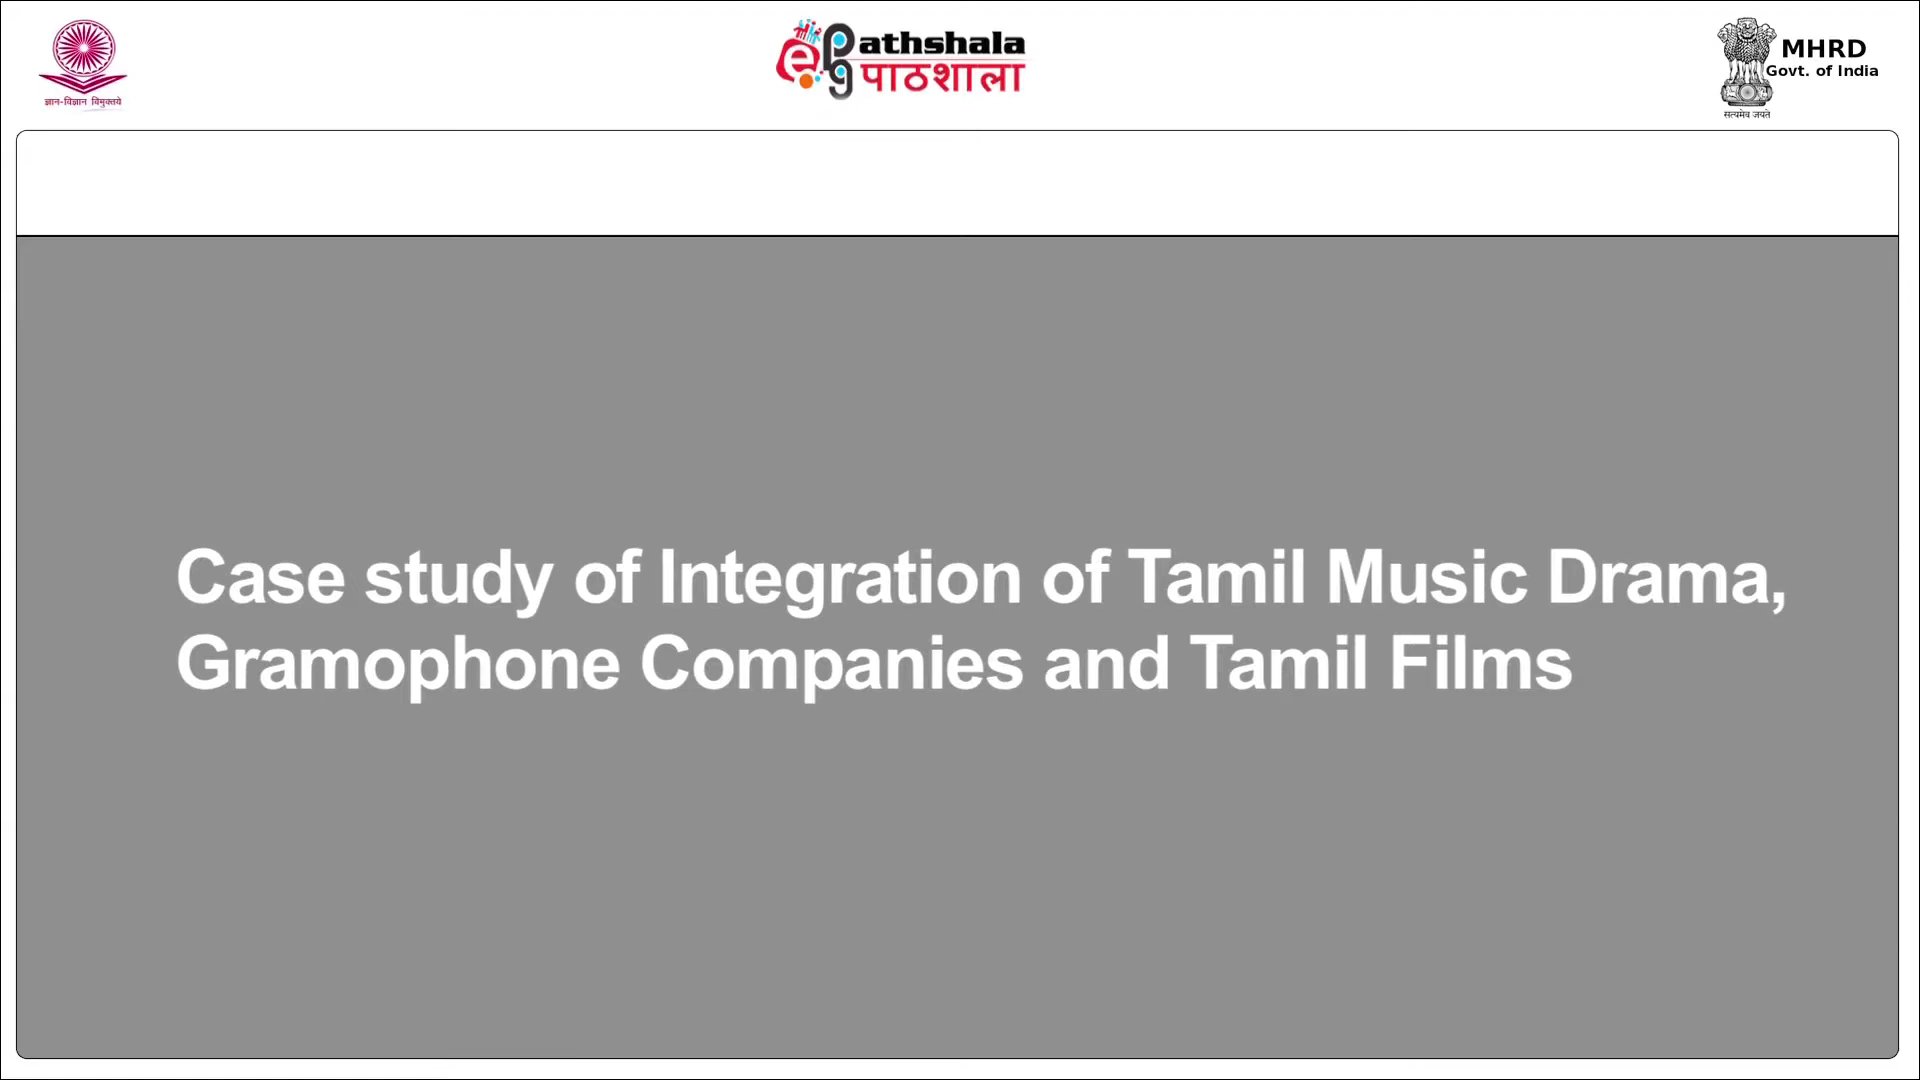 ज्ञान-विज्ञान विमुक्तये
ePG athshala
पाठशाला
MHRD
Govt. of India
सत्यमेव जयते
Case study of Integration of Tamil Music Drama,
Gramophone Companies and Tamil Films